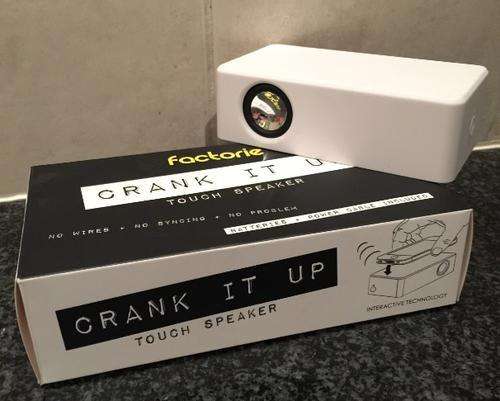 factorie
CRANK IT U
TOUCH SPEAKER
NO WIRES + NO SYNCING + NO PROBLEM
BATTERIES + POWER CABLE INCLUDED
CRANK IT UP
TOUCH SPEAKER
INTERACTIVE TECHNOLOGY